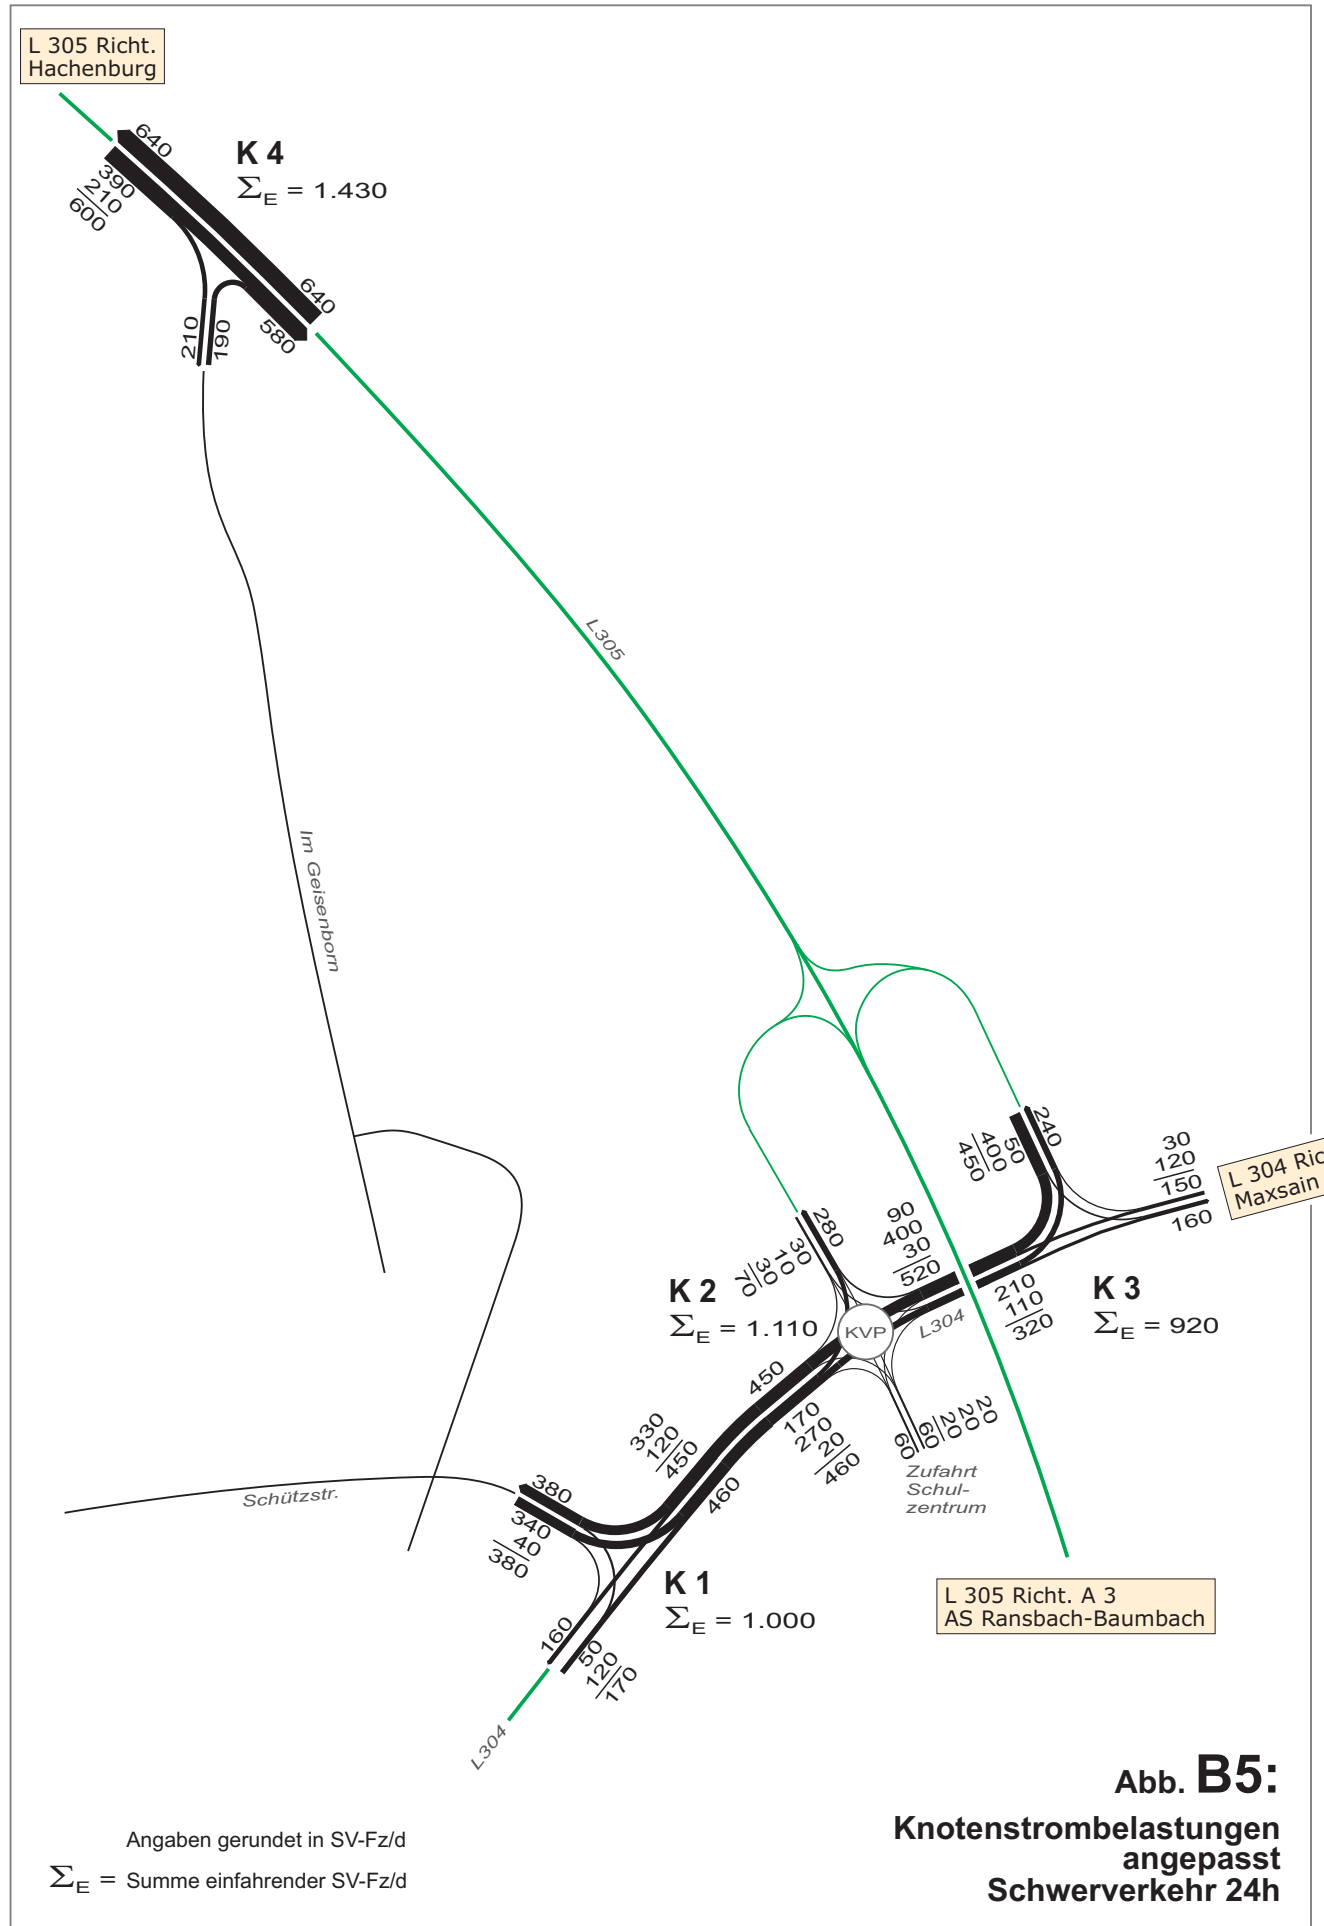 L 305 Richt.
Hachenburg
640
K 4
ΣE = 1.430
390
210
600
640
580
210
190
L305
Im Geisenborn
240
50
400
450
30
120
150
160
L 304 Ric
Maxsain
280
30
10
30
70
90
400
30
520
K 2
ΣE = 1.110
KVP
L304
210
110
320
K 3
ΣE = 920
450
170
270
20
460
330
120
450
460
20
20
20
60
60
Zufahrt
Schul-
zentrum
Schützstr.
380
340
40
380
K 1
ΣE = 1.000
160
50
120
170
L304
L 305 Richt. A 3
AS Ransbach-Baumbach
Abb. B5:
Knotenstrombelastungen
angepasst
Schwerverkehr 24h
Angaben gerundet in SV-Fz/d
ΣE = Summe einfahrender SV-Fz/d